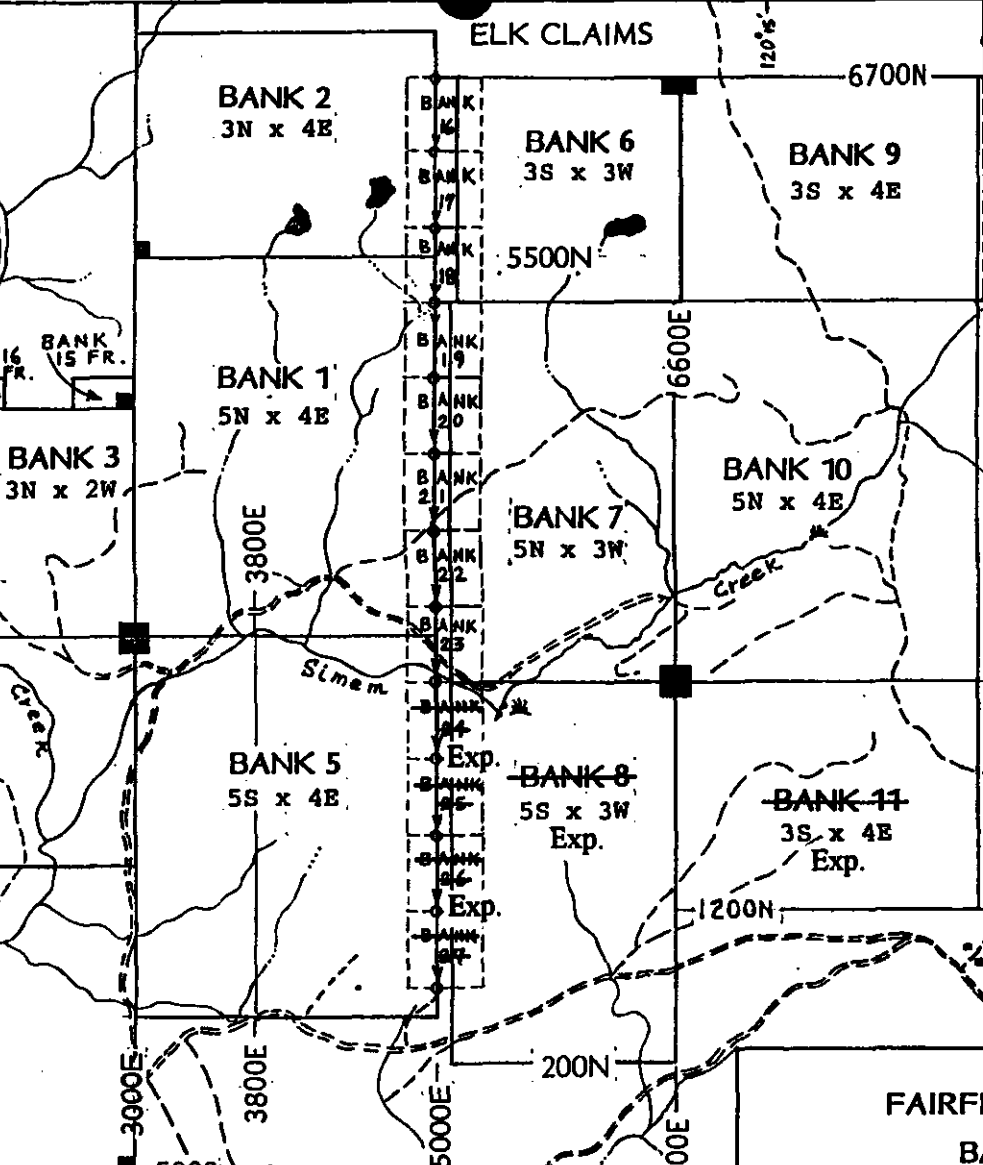 ELK CLAIMS
120°15'
6700N
BANK 2
3N x 4E
BANK
16
BANK 6
3S x 3W
BANK 9
3S x 4E
BANK
17
BANK
18
5500N
BANK
19
6600E
16
FR.
BANK
15 FR.
BANK 1
5N x 4E
BANK
20
BANK 3
3N x 2W
BANK
21
BANK 10
5N x 4E
BANK 7
5N x 3W
3800E
BANK
22
Creek
BANK
23
Simem
Creek
BANK
24
Exp.
BANK 5
5S x 4E
BANK
25
BANK 8
5S x 3W
Exp.
BANK 11
3S x 4E
Exp.
BANK
26
Exp.
1200N
BANK
27
200N
3000E
3800E
5000E
00E
FAIRF
BA